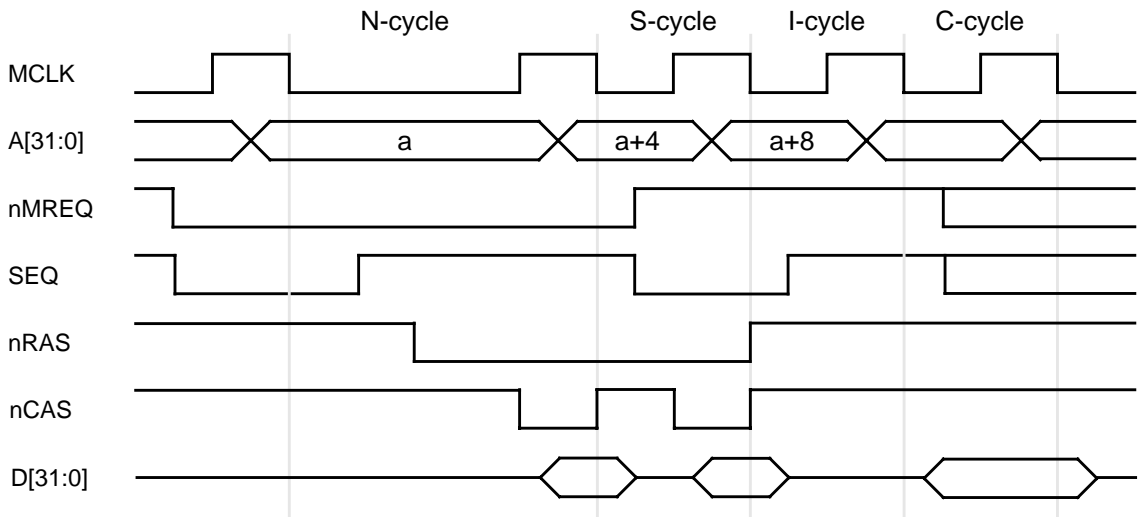 N-cycle S-cycle I-cycle C-cycle
MCLK
A[31:0] a a+4 a+8
nMREQ
SEQ
nRAS
nCAS
D[31:0]